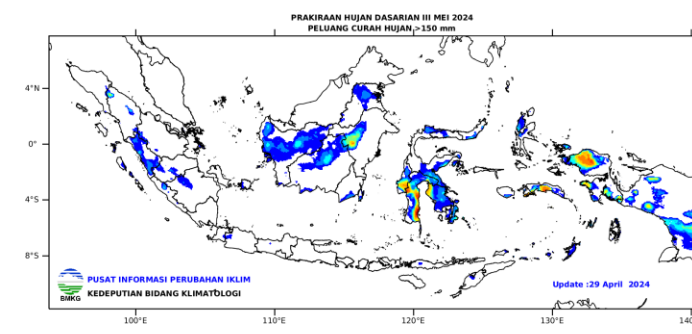 PRAKIRAAN HUJAN DASARIAN III MEI 2024
PELUANG CURAH HUJAN >150 mm
4°N
0°
4°S
8°S
PUSAT INFORMASI PERUBAHAN IKLIM
KEDEPUTIAN BIDANG KLIMATOLOGI
BMKG
Update :29 April 2024
100°E
110°E
120°E
130°E
140